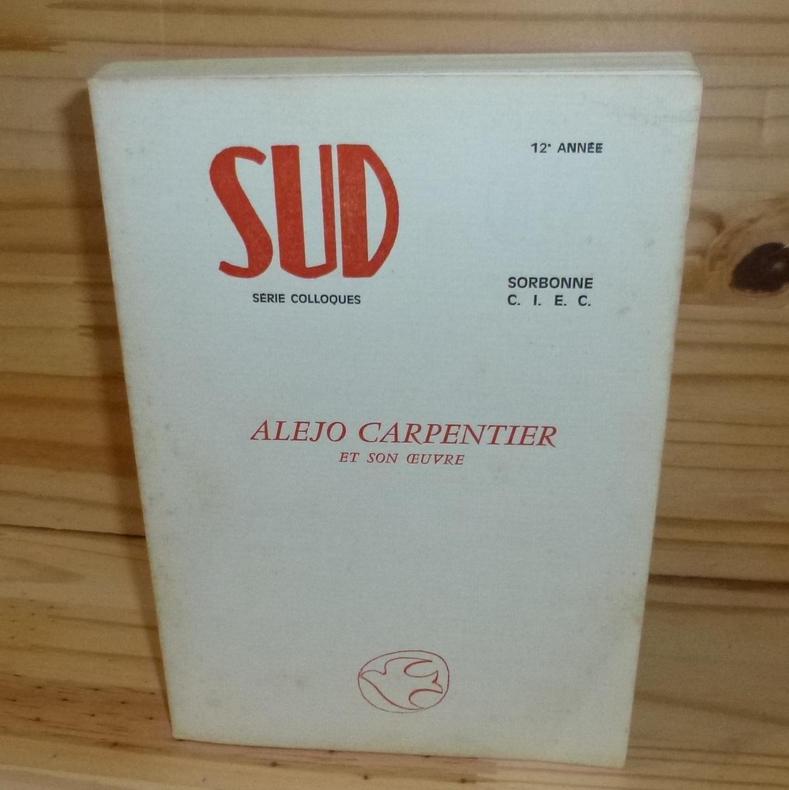 SUD
12e ANNÉE
SÉRIE COLLOQUES
SORBONNE
C. I. E. C.
ALEJO CARPENTIER
ET SON ŒUVRE